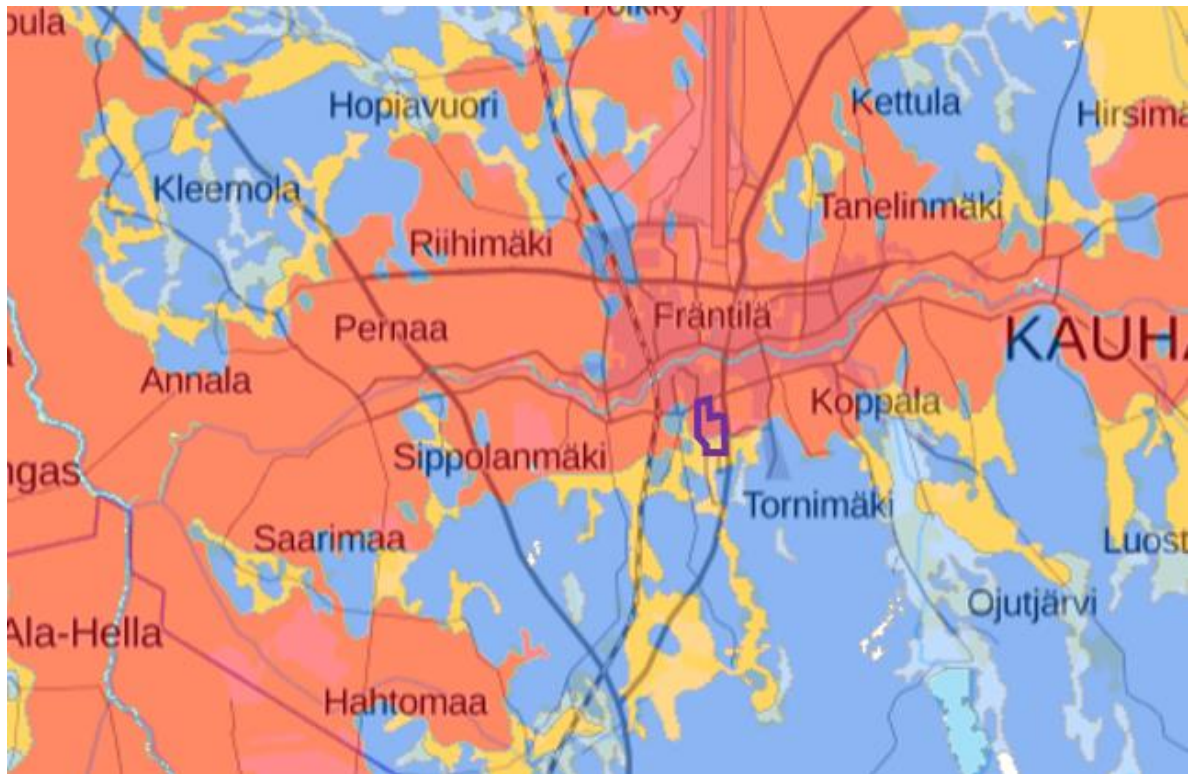 Hopiavuori
Kettula
Kleemola
Tanelinmäki
Riihimäki
Pernaa
Fräntilä
KAUHA
Annala
Koppala
Sippolanmäki
Tornimäki
Saarimaa
Luost
Ojutjärvi
Ala-Hella
Hahtomaa
Hirsimä
ngas
pula